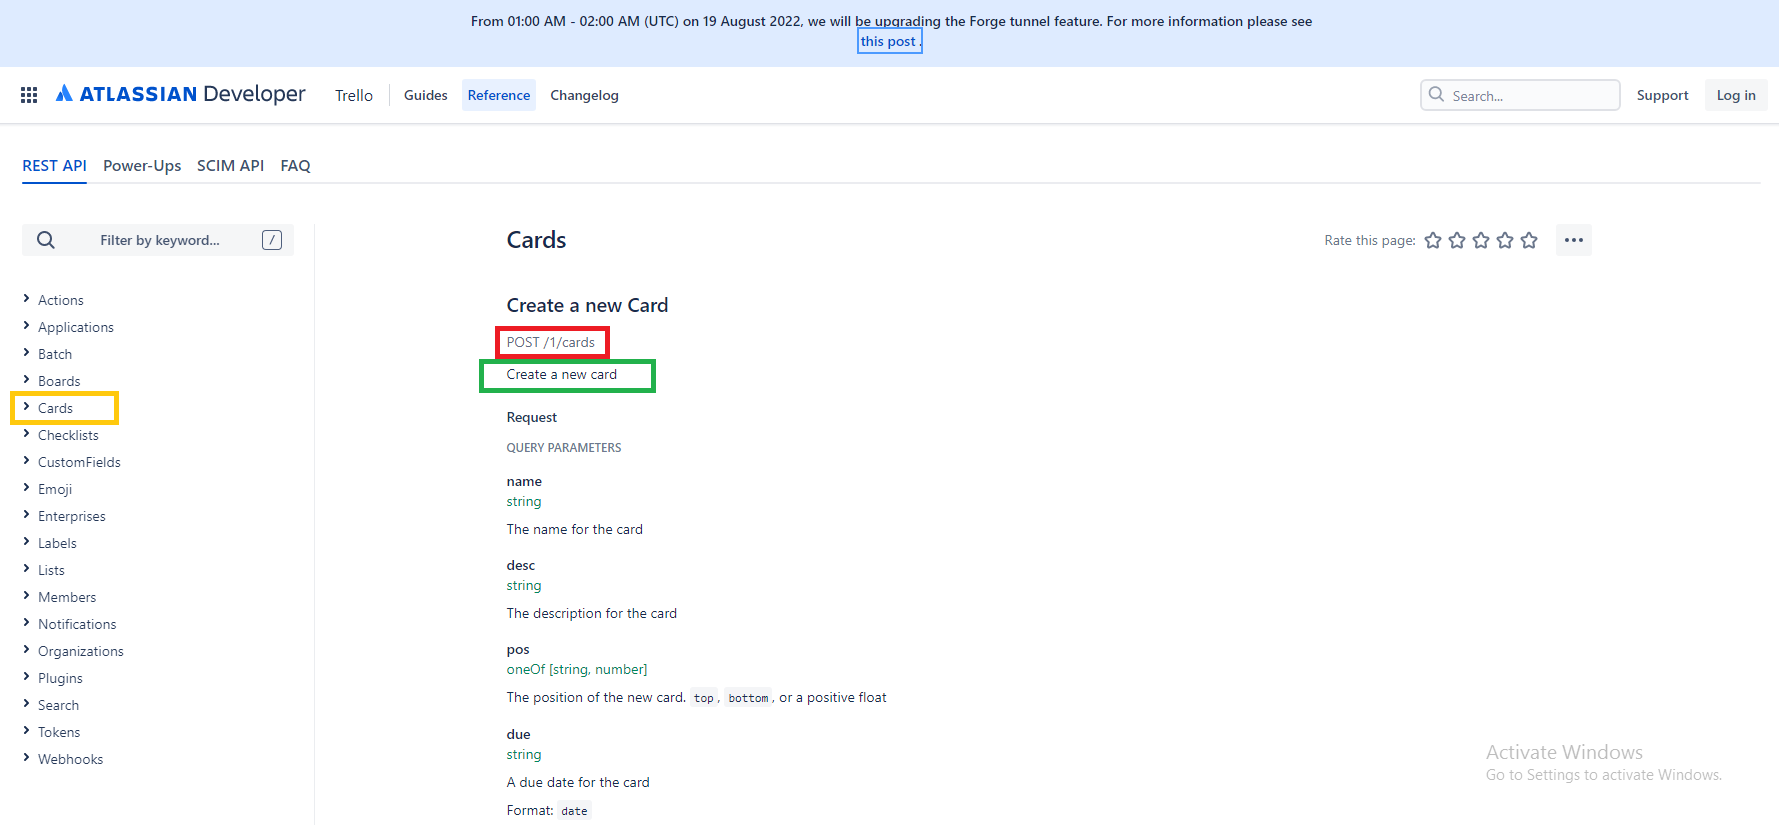 From 01:00 AM - 02:00 AM (UTC) on 19 August 2022, we will be upgrading the Forge tunnel feature. For more information please see
this post .
ATLASSIAN Developer
Trello
Guides
Reference
Changelog
Search...
Support
Log in
REST API
Power-Ups
SCIM API
FAQ
Filter by keyword...
/
Actions
Applications
Batch
Boards
Cards
Checklists
CustomFields
Emoji
Enterprises
Labels
Lists
Members
Notifications
Organizations
Plugins
Search
Tokens
Webhooks
Cards
Rate this page:
Create a new Card
POST /1/cards
Create a new card
Request
QUERY PARAMETERS
name
string
The name for the card
desc
string
The description for the card
pos
oneOf [string, number]
The position of the new card. top, bottom, or a positive float
due
string
A due date for the card
Format: date
Activate Windows
Go to Settings to activate Windows.